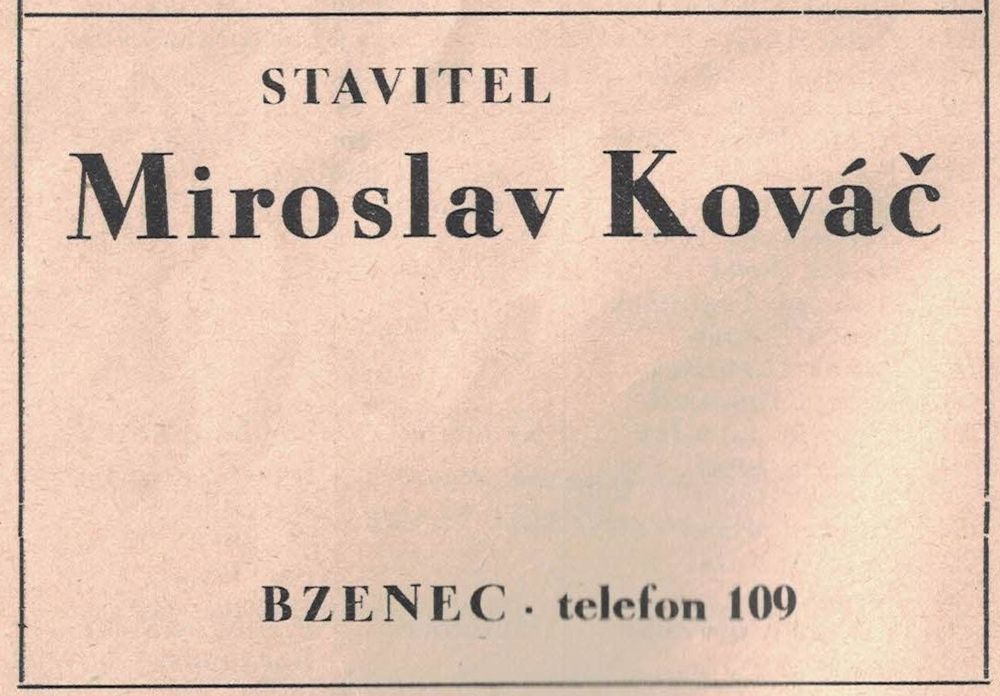 STAVITEL
Miroslav Kováč
BZENEC · telefon 109